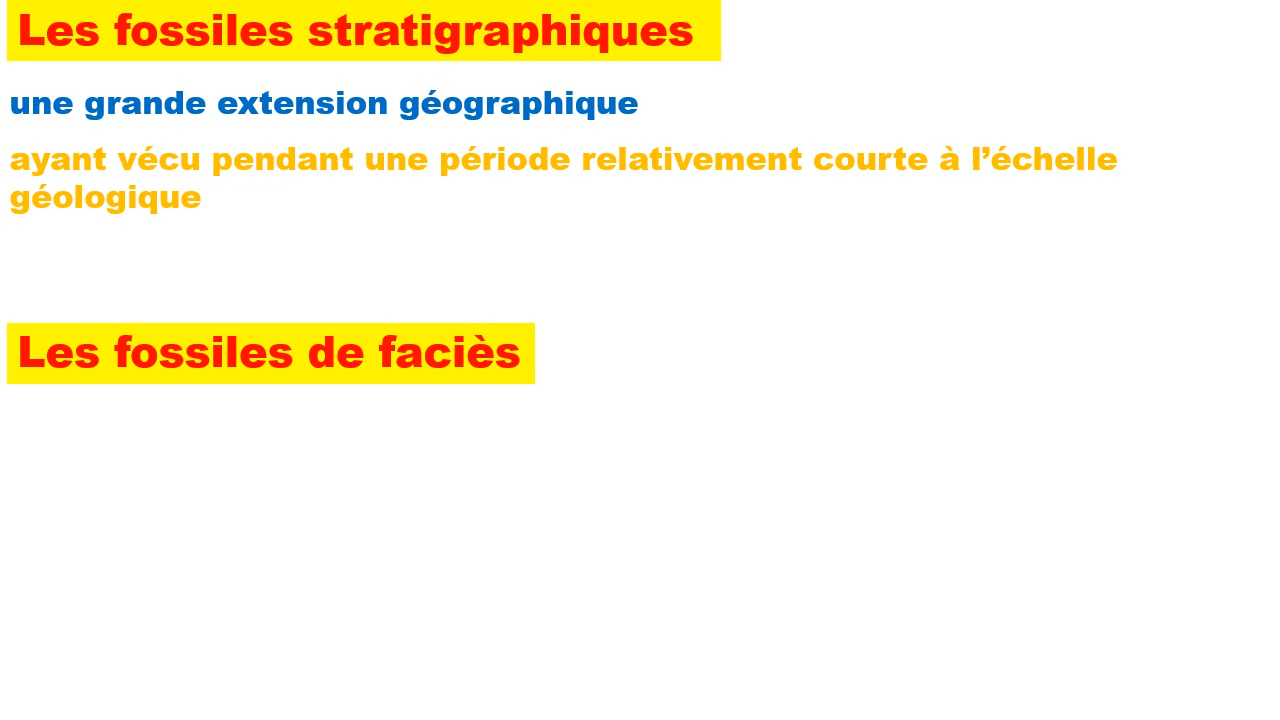 Les fossiles stratigraphiques
une grande extension géographique
ayant vécu pendant une période relativement courte à l’échelle
géologique
Les fossiles de faciès